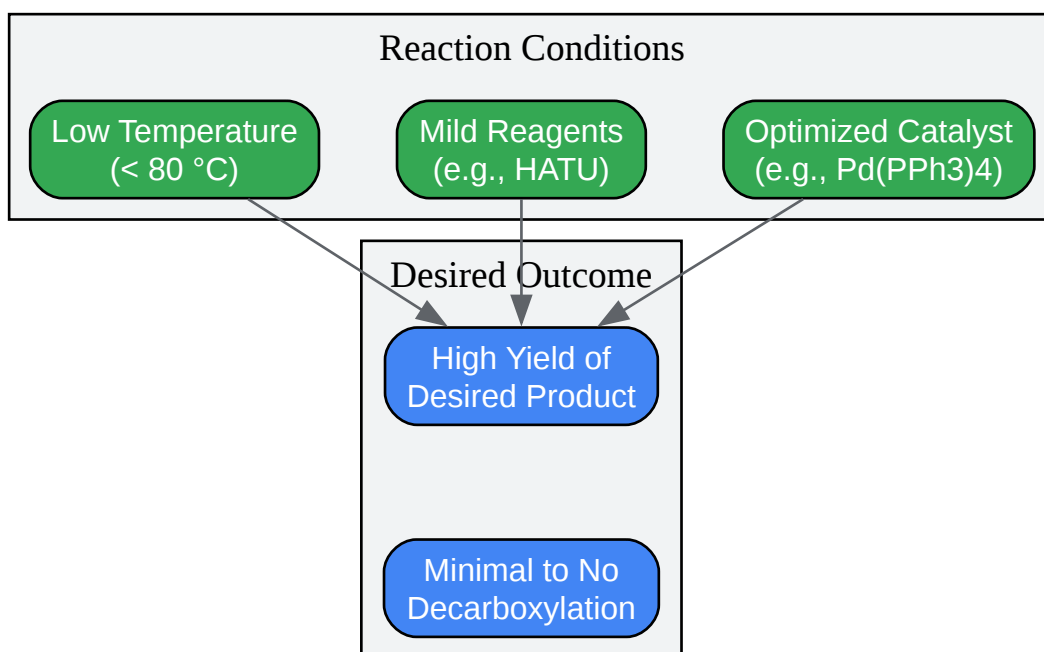 Reaction Conditions
Low Temperature
(< 80 °C)
Mild Reagents
(e.g., HATU)
Optimized Catalyst
(e.g., Pd(PPh3)4)
Desired Outcome
High Yield of
Desired Product
Minimal to No
Decarboxylation